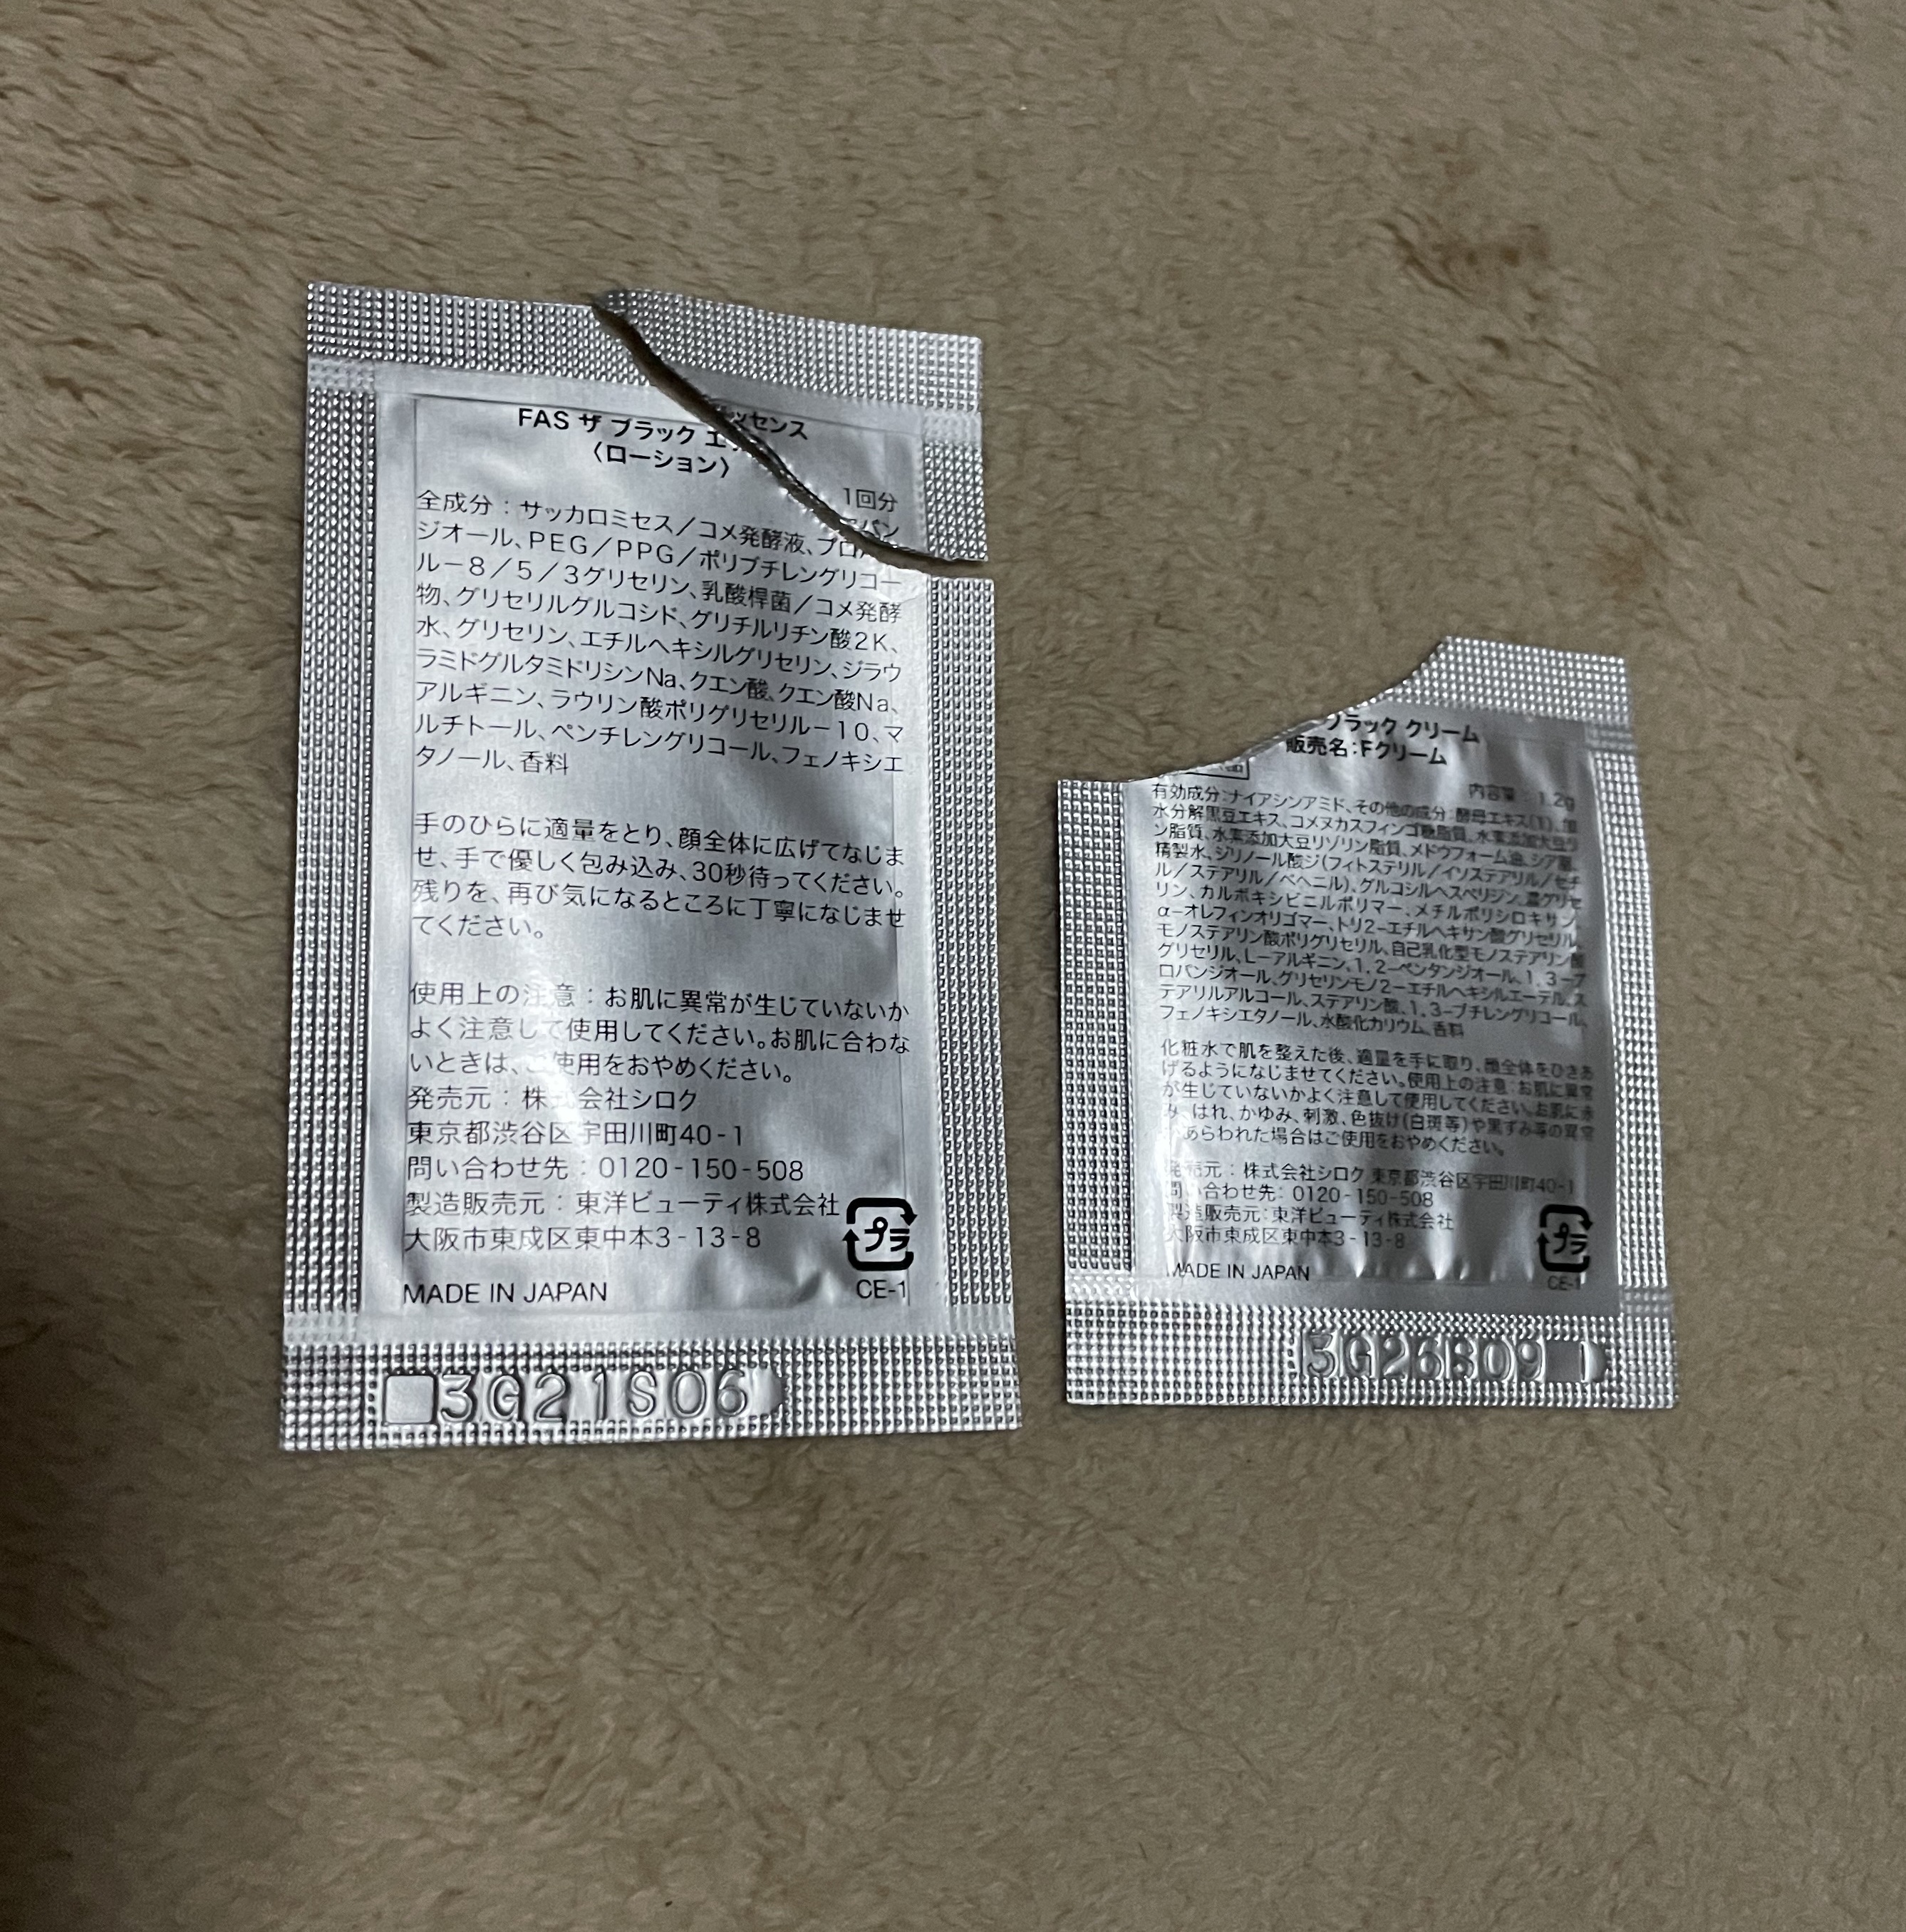 FAS ザ ブラック エッセンス
〈ローション〉
1回分
全成分：サッカロミセス／コメ発酵液、プロパン
ジオール、PEG／PPG／ポリブチレングリコー
ル－8／5／3グリセリン、乳酸桿菌／コメ発酵
物、グリセリルグルコシド、グリチルリチン酸2K、
水、グリセリン、エチルヘキシルグリセリン、ジラウ
ラミドグルタミドリシンNa、クエン酸、クエン酸Na、
アルギニン、ラウリン酸ポリグリセリル－10、マ
ルチトール、ペンチレングリコール、フェノキシエ
タノール、香料
手のひらに適量をとり、顔全体に広げてなじま
せ、手で優しく包み込み、30秒待ってください。
残りを、再び気になるところに丁寧になじませ
てください。
使用上の注意：お肌に異常が生じていないか
よく注意して使用してください。お肌に合わな
いときは、ご使用をおやめください。
発売元：株式会社シロク
東京都渋谷区宇田川町40-1
問い合わせ先：0120-150-508
製造販売元：東洋ビューティ株式会社
大阪市東成区東中本3-13-8
プラ
MADE IN JAPAN
CE-1
3G21S06
ブラック クリーム
販売名：Fクリーム
内容量：1.2g
有効成分：ナイアシンアミド、その他の成分：酵母エキス(1)、加
水分解黒豆エキス、コメヌカスフィンゴ糖脂質、水素添加大豆リ
ン脂質、水素添加大豆リゾリン脂質、メドウフォーム油、シア脂、
精製水、ジリノール酸ジ(フィトステリル／イソステアリル／セチ
ル／ステアリル／ベヘニル)、グルコシルヘスペリジン、濃グリセ
リン、カルボキシビニルポリマー、メチルポリシロキサン、
α-オレフィンオリゴマー、トリ2-エチルヘキサン酸グリセリル、
モノステアリン酸ポリグリセリル、自己乳化型モノステアリン酸
グリセリル、L-アルギニン、1,2-ペンタンジオール、1,3-プ
ロパンジオール、グリセリンモノ2-エチルヘキシルエーテル、ス
テアリルアルコール、ステアリン酸、1,3-ブチレングリコール、
フェノキシエタノール、水酸化カリウム、香料
化粧水で肌を整えた後、適量を手に取り、顔全体をひきあ
げるようになじませてください。使用上の注意：お肌に異常
が生じていないかよく注意して使用してください。お肌に赤
み、はれ、かゆみ、刺激、色抜け(白斑等)や黒ずみ等の異常
があらわれた場合はご使用をおやめください。
発売元：株式会社シロク 東京都渋谷区宇田川町40-1
問い合わせ先：0120-150-508
製造販売元：東洋ビューティ株式会社
大阪市東成区東中本3-13-8
プラ
MADE IN JAPAN
CE-1
3G26B09